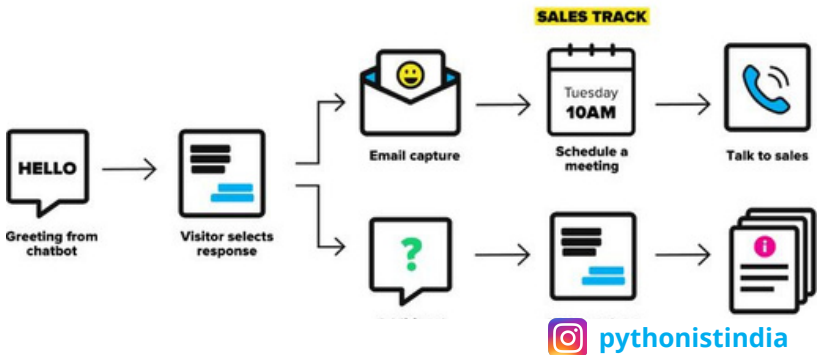 SALES TRACK
Tuesday
10AM
HELLO
Email capture
Schedule a
meeting
Talk to sales
Greeting from
chatbot
Visitor selects
response
?
i
pythonistindia